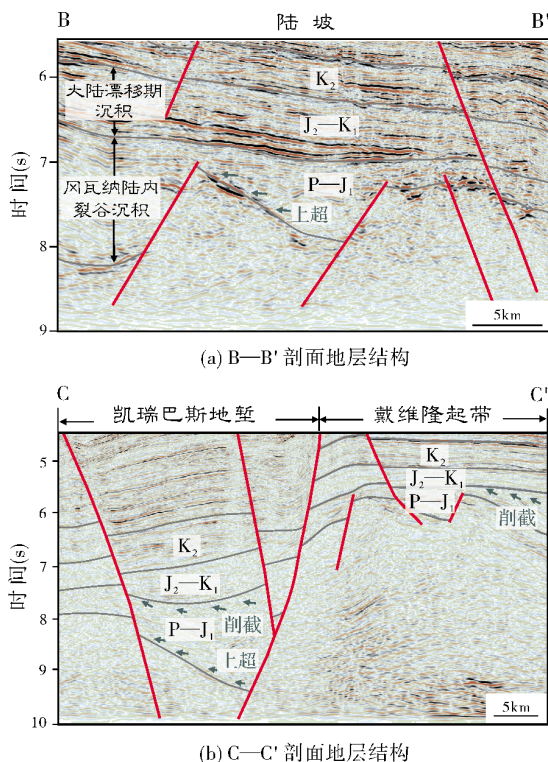 B 陆 坡 B'
时间(s)
6
7
8
9
大陆漂移期
沉积
冈瓦纳陆内
裂谷沉积
K₂
J₂—K₁
P—J₁
上超
5km
(a) B—B' 剖面地层结构
C C'
凯瑞巴斯地堑 戴维隆起带
时间(s)
5
6
7
8
9
10
K₂
J₂—K₁
P—J₁
削截
K₂
J₂—K₁
削截
P—J₁
上超
5km
(b) C—C' 剖面地层结构